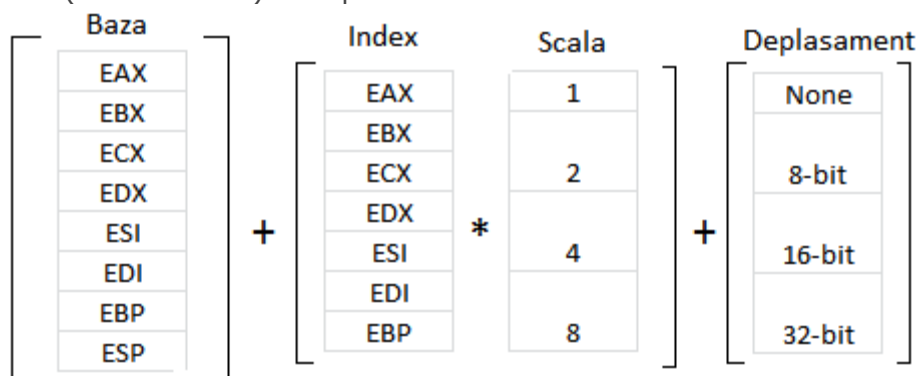 Baza
Index
Scala
Deplasament
EAX
EBX
ECX
EDX
ESI
EDI
EBP
ESP
+
EAX
EBX
ECX
EDX
ESI
EDI
EBP
*
1
2
4
8
+
None
8-bit
16-bit
32-bit